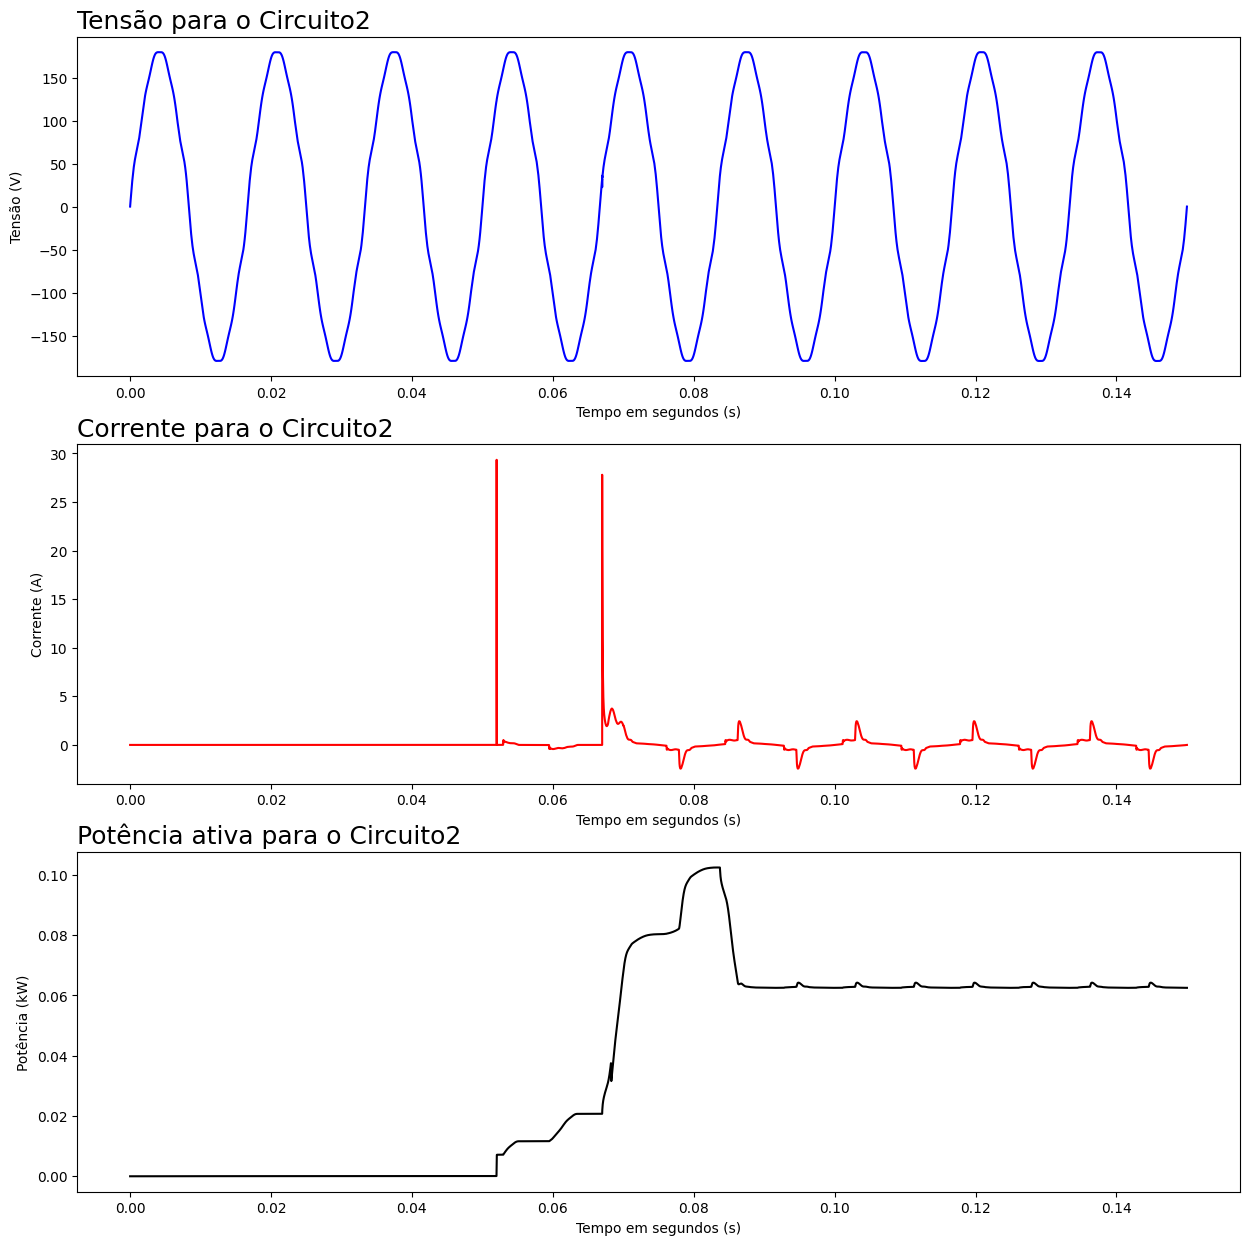 Tensão para o Circuito2
150
100
50
0
−50
−100
−150
Tensão (V)
0.00 0.02 0.04 0.06 0.08 0.10 0.12 0.14
Tempo em segundos (s)
Corrente para o Circuito2
30
25
20
15
10
5
0
Corrente (A)
0.00 0.02 0.04 0.06 0.08 0.10 0.12 0.14
Tempo em segundos (s)
Potência ativa para o Circuito2
0.10
0.08
0.06
0.04
0.02
0.00
Potência (kW)
0.00 0.02 0.04 0.06 0.08 0.10 0.12 0.14
Tempo em segundos (s)